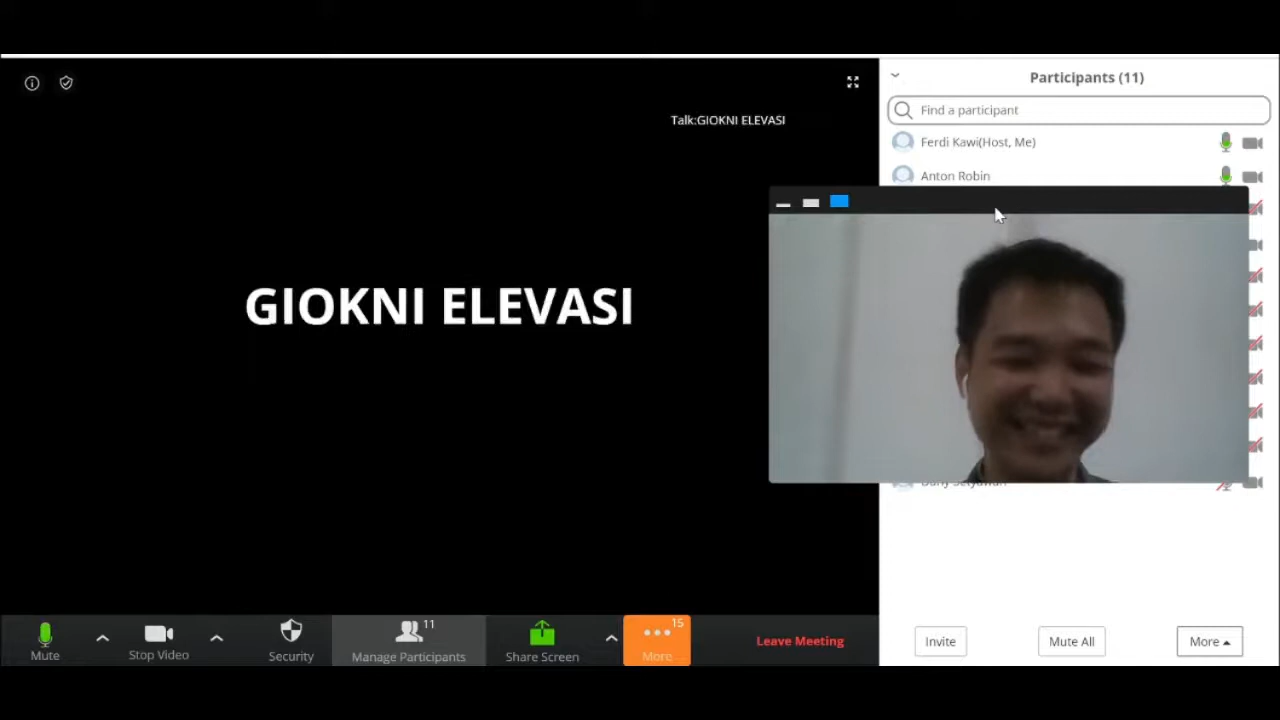 Participants (11)
Find a participant
Talk:GIOKNI ELEVASI
Ferdi Kawi(Host, Me)
Anton Robin
GIOKNI ELEVASI
Mute
Stop Video
Security
11
Manage Participants
Share Screen
15
More
Leave Meeting
Invite
Mute All
More